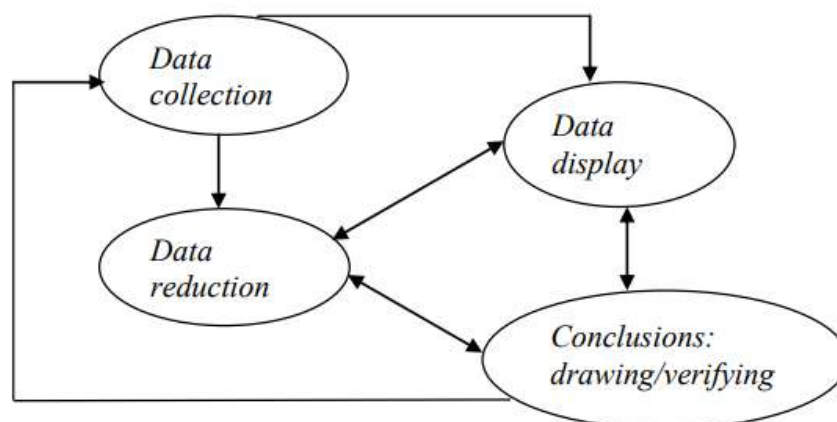 Data
collection
Data
display
Data
reduction
Conclusions:
drawing/verifying